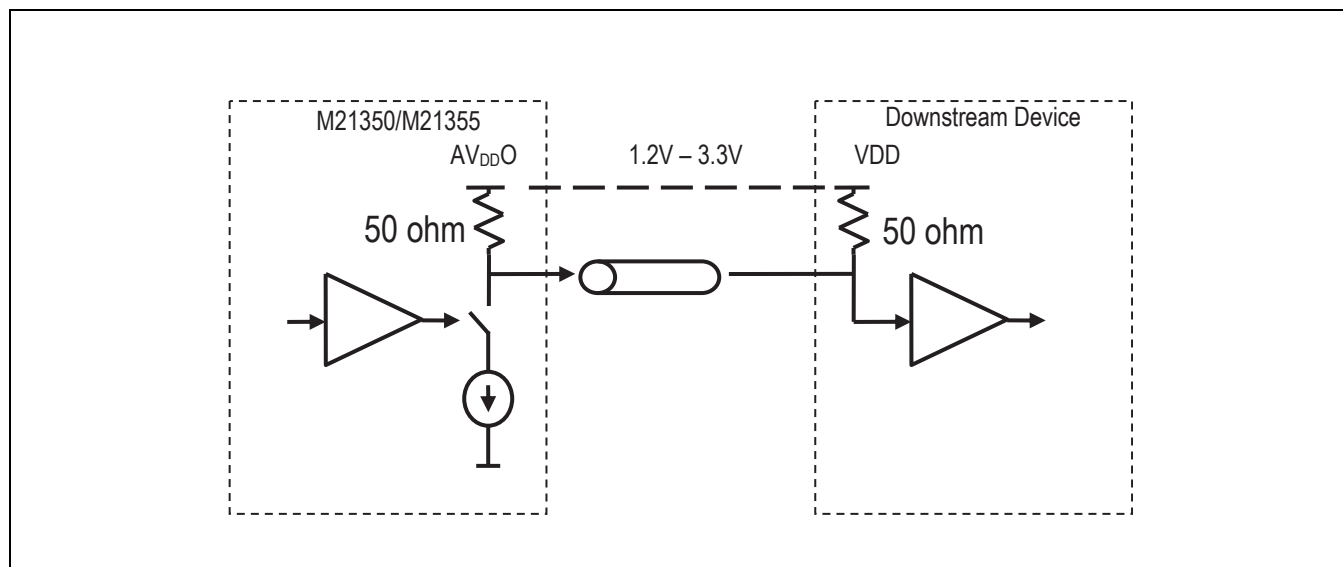 M21350/M21355
Downstream Device
AVDDO
1.2V – 3.3V
VDD
50 ohm
50 ohm